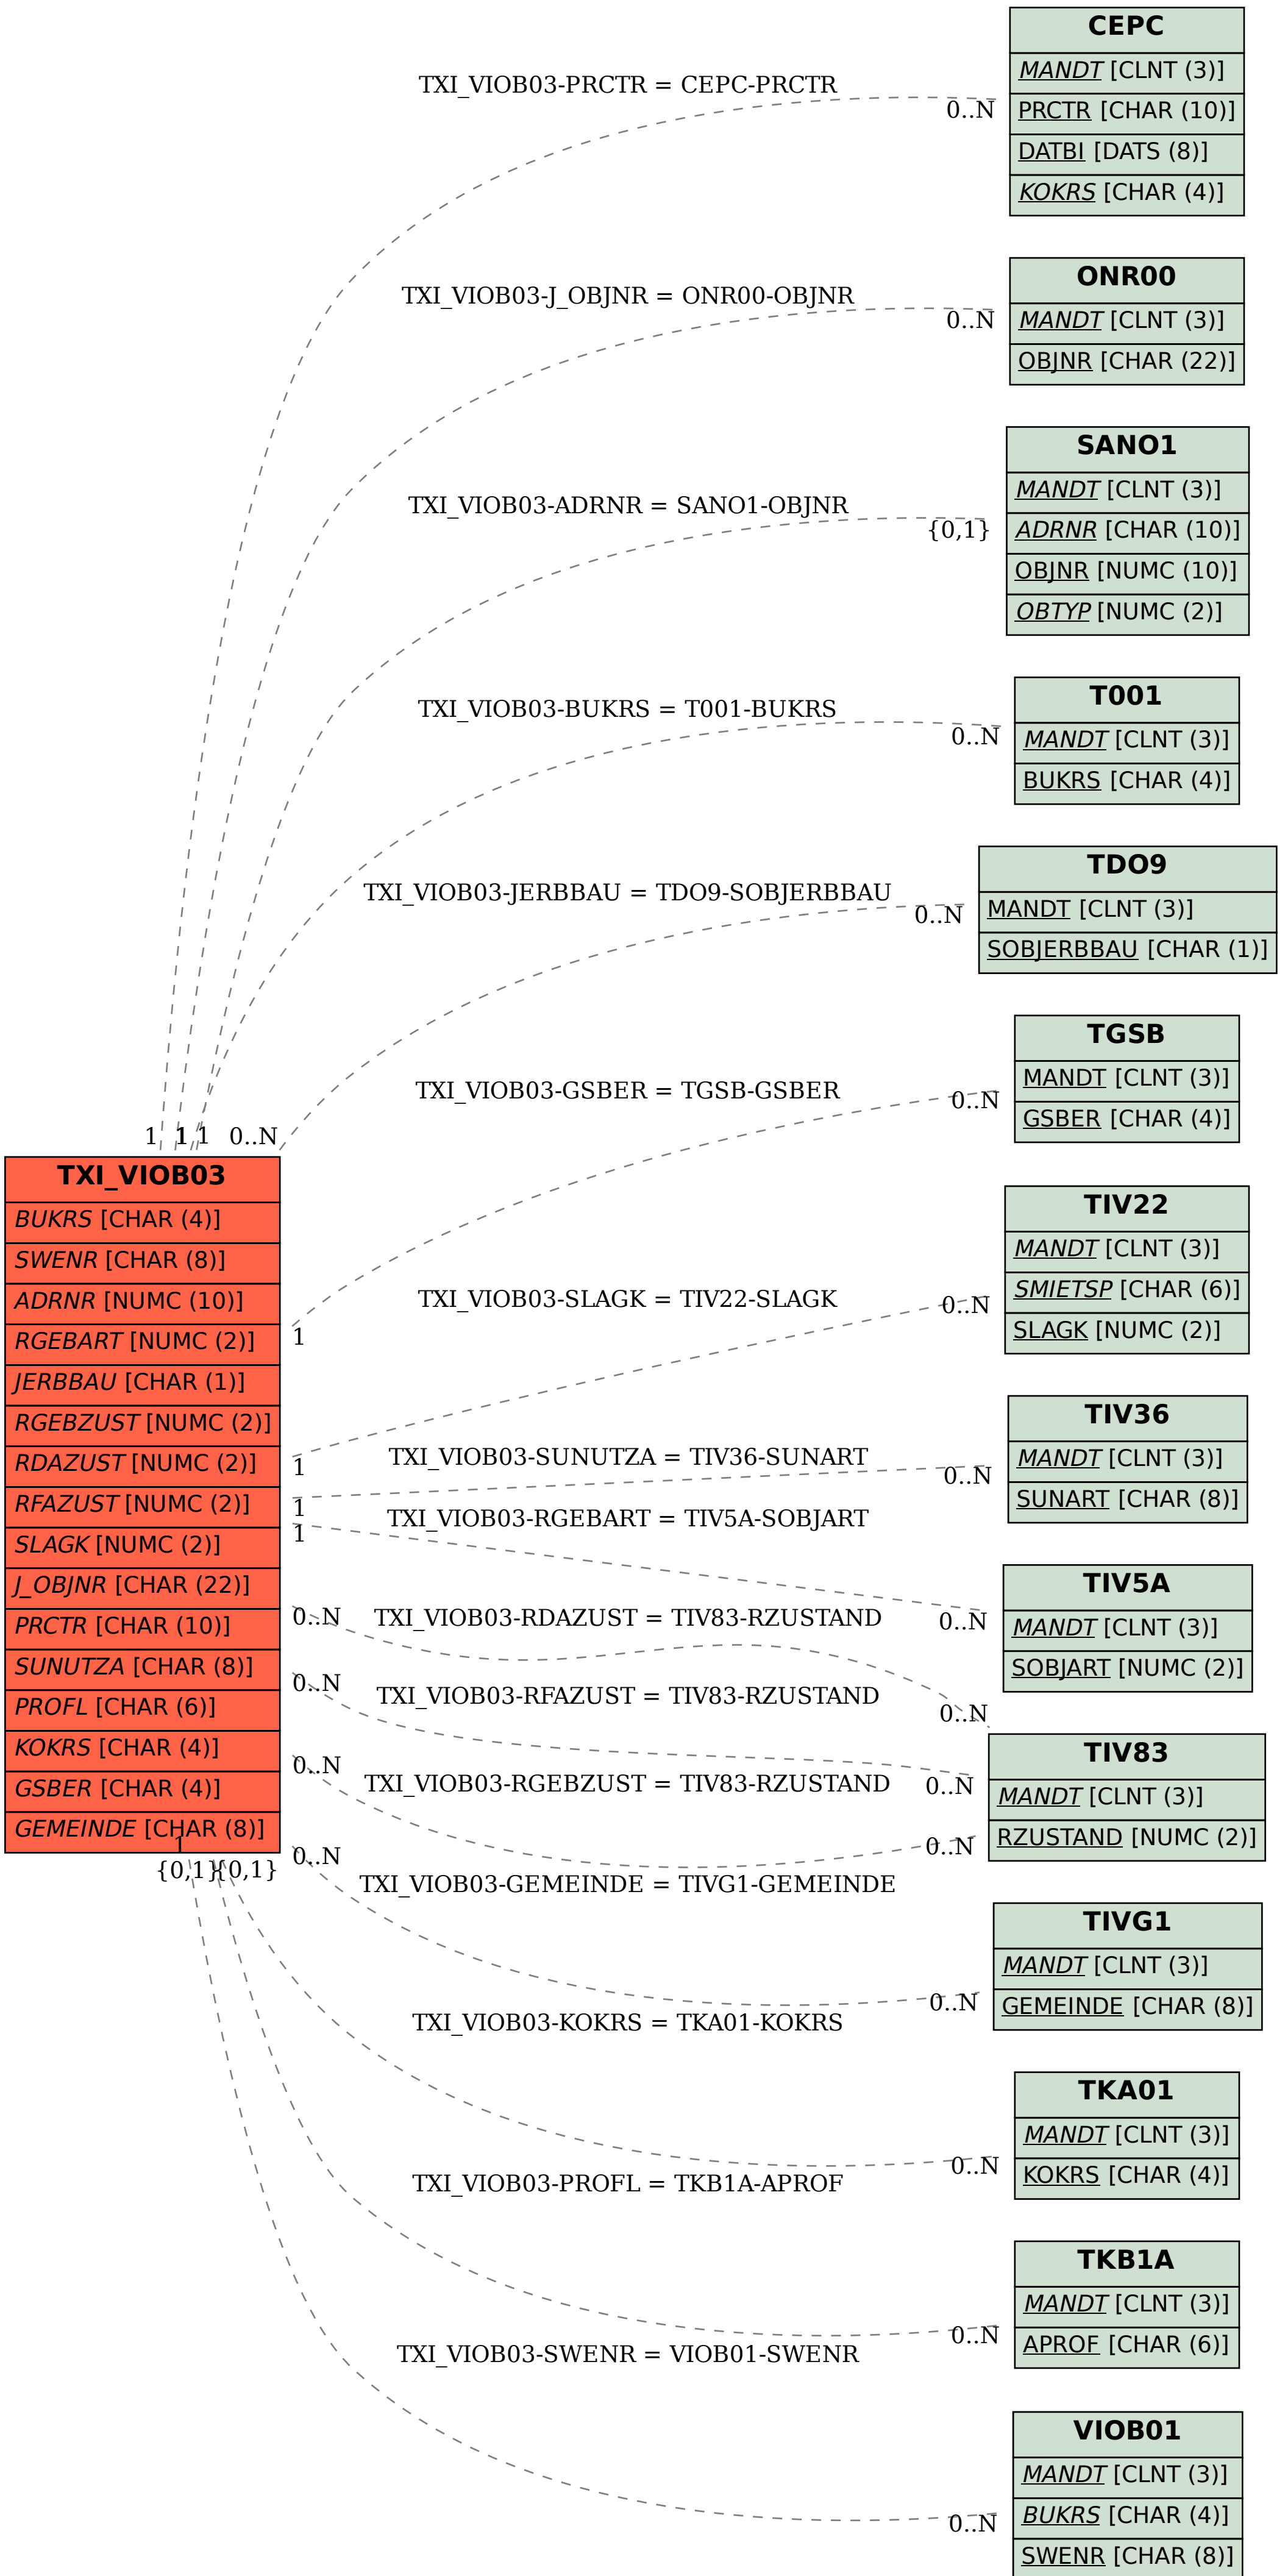 CEPC
MANDT [CLNT (3)]
PRCTR [CHAR (10)]
DATBI [DATS (8)]
KOKRS [CHAR (4)]
TXI_VIOB03-PRCTR = CEPC-PRCTR
0..N
ONR00
MANDT [CLNT (3)]
OBJNR [CHAR (22)]
TXI_VIOB03-J_OBJNR = ONR00-OBJNR
0..N
SANO1
MANDT [CLNT (3)]
ADRNR [CHAR (10)]
OBJNR [NUMC (10)]
OBTYP [NUMC (2)]
TXI_VIOB03-ADRNR = SANO1-OBJNR
{0,1}
T001
MANDT [CLNT (3)]
BUKRS [CHAR (4)]
TXI_VIOB03-BUKRS = T001-BUKRS
0..N
TDO9
MANDT [CLNT (3)]
SOBJERBBAU [CHAR (1)]
TXI_VIOB03-JERBBAU = TDO9-SOBJERBBAU
0..N
TGSB
MANDT [CLNT (3)]
GSBER [CHAR (4)]
TXI_VIOB03-GSBER = TGSB-GSBER
0..N
1 1 1 1 0..N
TXI_VIOB03
BUKRS [CHAR (4)]
SWENR [CHAR (8)]
ADRNR [NUMC (10)]
RGEBART [NUMC (2)]
JERBBAU [CHAR (1)]
RGEBZUST [NUMC (2)]
RDAZUST [NUMC (2)]
RFAZUST [NUMC (2)]
SLAGK [NUMC (2)]
J_OBJNR [CHAR (22)]
PRCTR [CHAR (10)]
SUNUTZA [CHAR (8)]
PROFL [CHAR (6)]
KOKRS [CHAR (4)]
GSBER [CHAR (4)]
GEMEINDE [CHAR (8)]
1
{0,1} {0,1}
1
1
1
1
0..N
0..N
0..N
0..N
TIV22
MANDT [CLNT (3)]
SMIETSP [CHAR (6)]
SLAGK [NUMC (2)]
TXI_VIOB03-SLAGK = TIV22-SLAGK
0..N
TIV36
MANDT [CLNT (3)]
SUNART [CHAR (8)]
TXI_VIOB03-SUNUTZA = TIV36-SUNART
0..N
TXI_VIOB03-RGEBART = TIV5A-SOBJART
TIV5A
MANDT [CLNT (3)]
SOBJART [NUMC (2)]
0..N
TXI_VIOB03-RDAZUST = TIV83-RZUSTAND
0..N
TXI_VIOB03-RFAZUST = TIV83-RZUSTAND
0..N
TXI_VIOB03-RGEBZUST = TIV83-RZUSTAND
0..N
TIV83
MANDT [CLNT (3)]
RZUSTAND [NUMC (2)]
TXI_VIOB03-GEMEINDE = TIVG1-GEMEINDE
0..N
TIVG1
MANDT [CLNT (3)]
GEMEINDE [CHAR (8)]
TXI_VIOB03-KOKRS = TKA01-KOKRS
0..N
TKA01
MANDT [CLNT (3)]
KOKRS [CHAR (4)]
TXI_VIOB03-PROFL = TKB1A-APROF
0..N
TKB1A
MANDT [CLNT (3)]
APROF [CHAR (6)]
TXI_VIOB03-SWENR = VIOB01-SWENR
0..N
VIOB01
MANDT [CLNT (3)]
BUKRS [CHAR (4)]
SWENR [CHAR (8)]